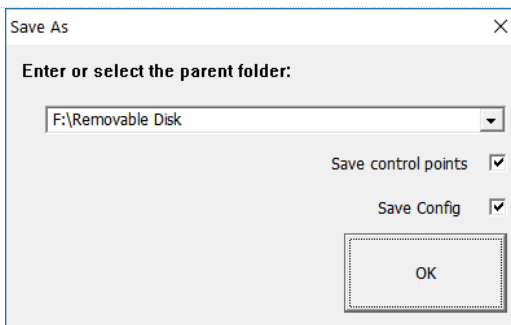 Save As
Enter or select the parent folder:
F:\Removable Disk
Save control points
Save Config
OK